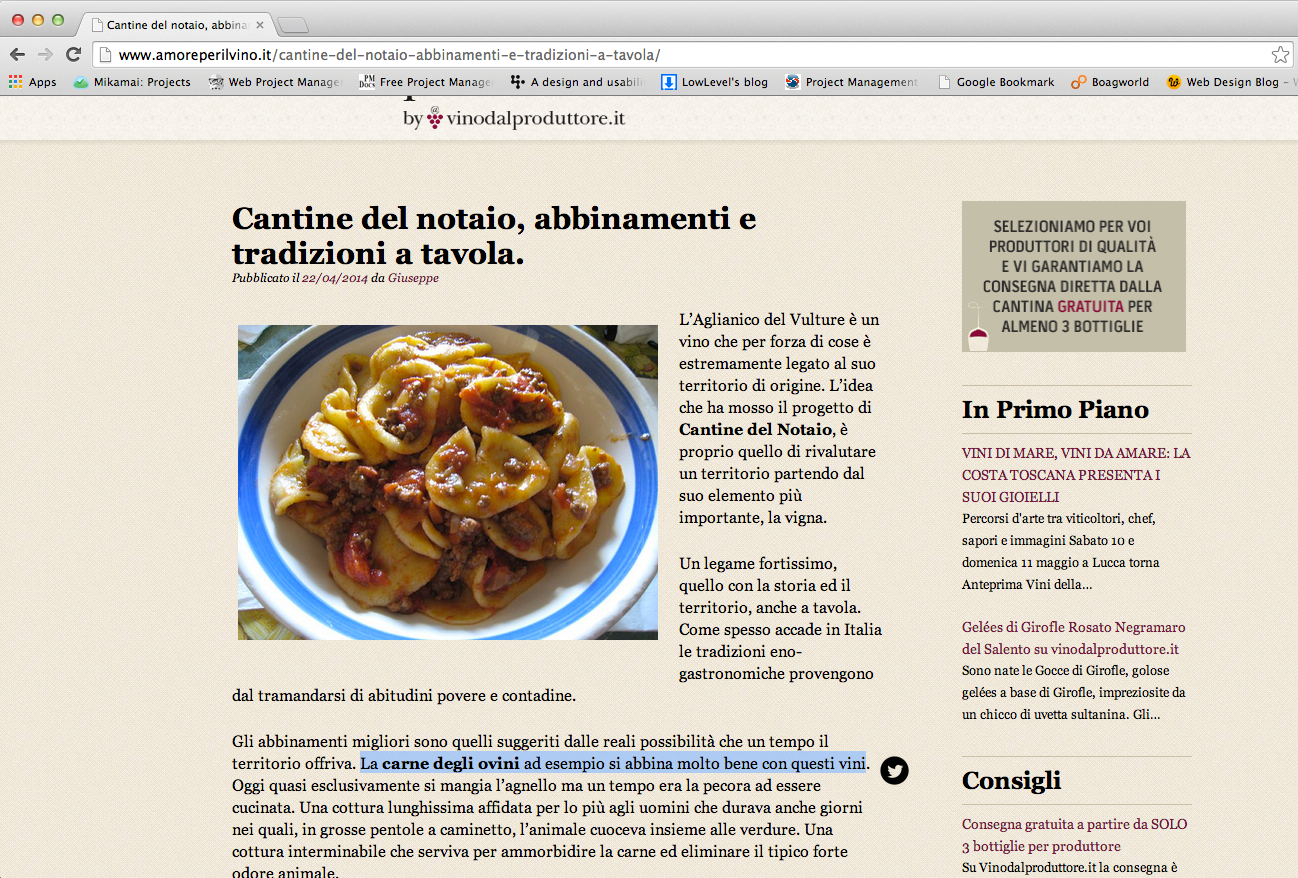 Cantine del notaio, abbina
www.amoreperilvino.it/cantine-del-notaio-abbinamenti-e-tradizioni-a-tavola/
Apps Mikamai: Projects Web Project Manage Free Project Manage A design and usabil LowLevel's blog Project Management Google Bookmark Boagworld Web Design Blog –
by vinodalproduttore.it
Cantine del notaio, abbinamenti e
tradizioni a tavola.
Pubblicato il 22/04/2014 da Giuseppe
L'Aglianico del Vulture è un
vino che per forza di cose è
estremamente legato al suo
territorio di origine. L'idea
che ha mosso il progetto di
Cantine del Notaio, è
proprio quello di rivalutare
un territorio partendo dal
suo elemento più
importante, la vigna.
Un legame fortissimo,
quello con la storia ed il
territorio, anche a tavola.
Come spesso accade in Italia
le tradizioni eno-
gastronomiche provengono
dal tramandarsi di abitudini povere e contadine.
Gli abbinamenti migliori sono quelli suggeriti dalle reali possibilità che un tempo il
territorio offriva. La carne degli ovini ad esempio si abbina molto bene con questi vini.
Oggi quasi esclusivamente si mangia l'agnello ma un tempo era la pecora ad essere
cucinata. Una cottura lunghissima affidata per lo più agli uomini che durava anche giorni
nei quali, in grosse pentole a caminetto, l'animale cuoceva insieme alle verdure. Una
cottura interminabile che serviva per ammorbidire la carne ed eliminare il tipico forte
odore animale.
SELEZIONIAMO PER VOI
PRODUTTORI DI QUALITÀ
E VI GARANTIAMO LA
CONSEGNA DIRETTA DALLA
CANTINA GRATUITA PER
ALMENO 3 BOTTIGLIE
In Primo Piano
VINI DI MARE, VINI DA AMARE: LA
COSTA TOSCANA PRESENTA I
SUOI GIOIELLI
Percorsi d'arte tra viticoltori, chef,
sapori e immagini Sabato 10 e
domenica 11 maggio a Lucca torna
Anteprima Vini della...
Gelées di Girofle Rosato Negramaro
del Salento su vinodalproduttore.it
Sono nate le Gocce di Girofle, golose
gelées a base di Girofle, impreziosite da
un chicco di uvetta sultanina. Gli...
Consigli
Consegna gratuita a partire da SOLO
3 bottiglie per produttore
Su Vinodalproduttore.it la consegna è